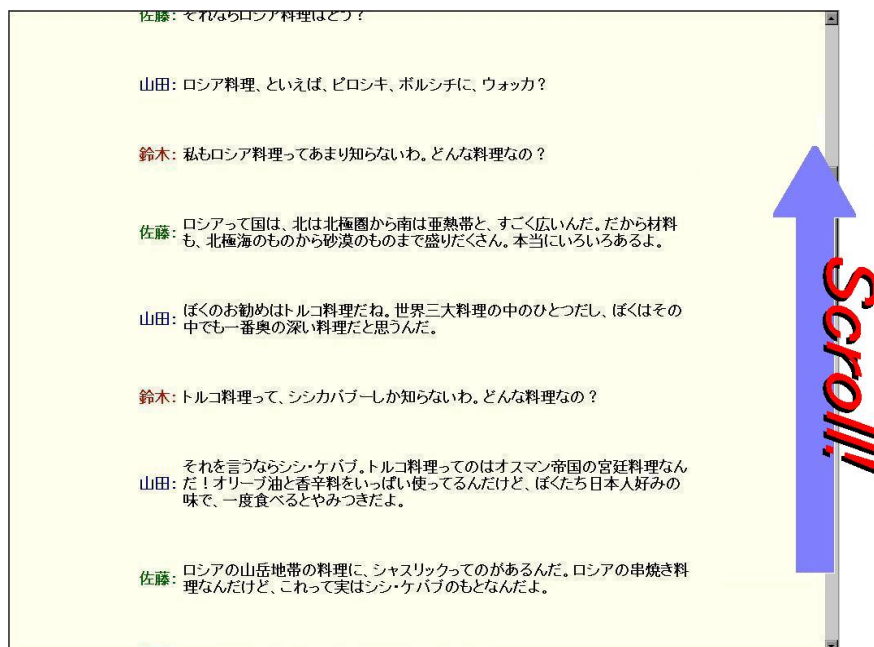 佐藤: それならロシア料理はどう？
山田: ロシア料理、といえば、ピロシキ、ボルシチに、ウォッカ？
鈴木: 私もロシア料理ってあまり知らないわ。どんな料理なの？
佐藤: ロシアって国は、北は北極圏から南は亜熱帯と、すごく広いんだ。だから材料
も、北極海のものから砂漠のものまで盛りだくさん。本当にいろいろあるよ。
山田: ぼくのお勧めはトルコ料理だね。世界三大料理の中のひとつだし、ぼくはその
中でも一番奥の深い料理だと思うんだ。
鈴木: トルコ料理って、シシカバブーしか知らないわ。どんな料理なの？
山田: それを言うならシシ・ケバブ。トルコ料理ってのはオスマン帝国の宮廷料理なん
だ！オリーブ油と香辛料をいっぱい使ってるんだけど、ぼくたち日本人好みの
味で、一度食べるとやみつきだよ。
佐藤: ロシアの山岳地帯の料理に、シャスリックってのがあるんだ。ロシアの串焼き料
理なんだけど、これって実はシシ・ケバブのもとなんだよ。
Scroll!